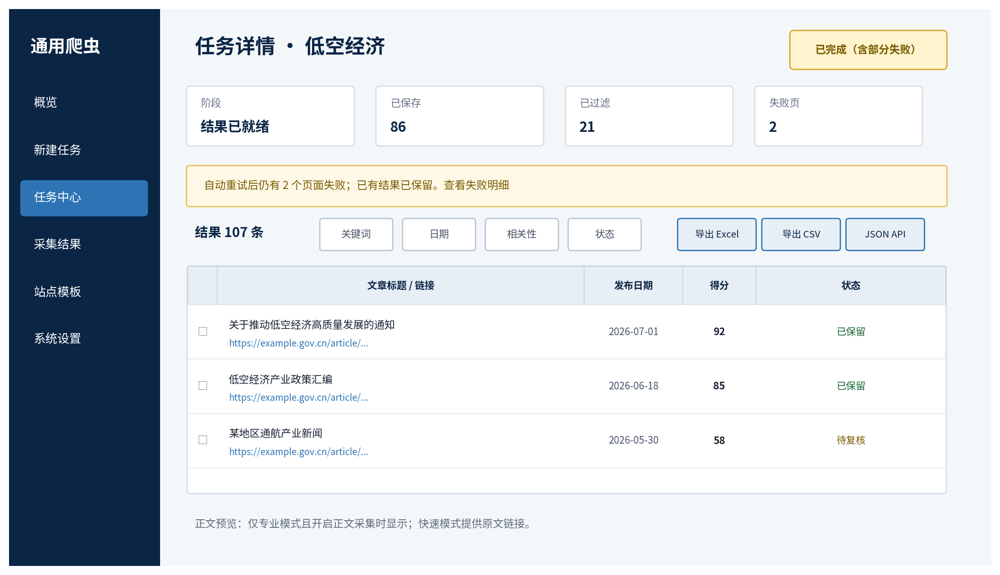 通用爬虫
概览
新建任务
任务中心
采集结果
站点模板
系统设置
任务详情 · 低空经济
已完成（含部分失败）
阶段
结果已就绪
已保存
86
已过滤
21
失败页
2
自动重试后仍有 2 个页面失败；已有结果已保留。查看失败明细
结果 107 条
关键词
日期
相关性
状态
导出 Excel
导出 CSV
JSON API
文章标题 / 链接
发布日期
得分
状态
关于推动低空经济高质量发展的通知
https://example.gov.cn/article/...
2026-07-01
92
已保留
低空经济产业政策汇编
https://example.gov.cn/article/...
2026-06-18
85
已保留
某地区通航产业新闻
https://example.gov.cn/article/...
2026-05-30
58
待复核
正文预览：仅专业模式且开启正文采集时显示；快速模式提供原文链接。